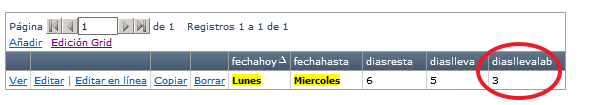 Página 1 de 1 Registros 1 a 1 de 1
Añadir Edición Grid
fechahoy fechahasta diasresta diaslleva diasllevalab
Ver Editar | Editar en línea Copiar Borrar Lunes Miercoles 6 5 3